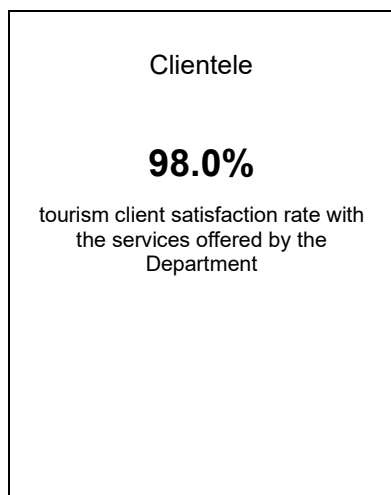 Clientele
98.0%
tourism client satisfaction rate with
the services offered by the
Department